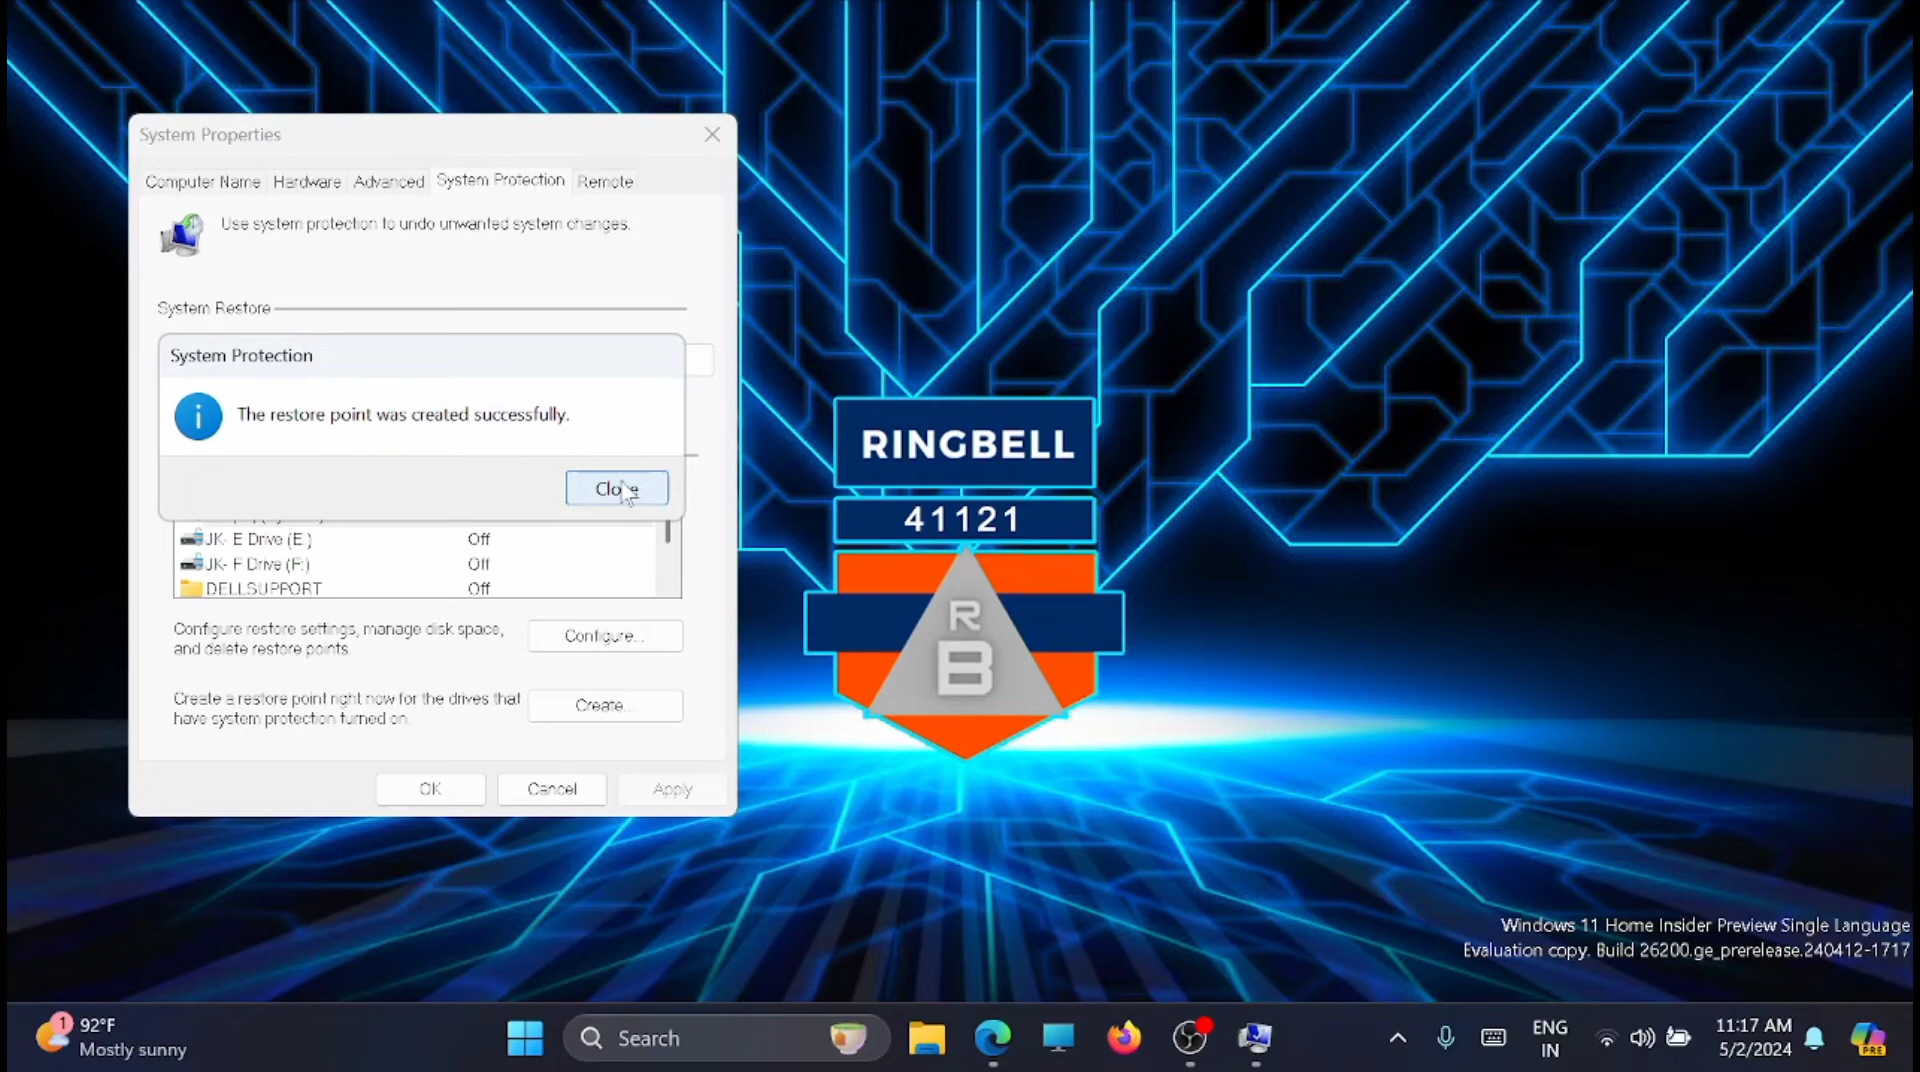 System Properties
Computer Name Hardware Advanced System Protection Remote
Use system protection to undo unwanted system changes.
System Restore
System Protection
The restore point was created successfully.
Close
JK- E Drive (E:) Off
JK- F Drive (F:) Off
DELLSUPPORT Off
Configure restore settings, manage disk space,
and delete restore points.
Configure...
Create a restore point right now for the drives that
have system protection turned on.
Create...
OK Cancel Apply
RINGBELL
41121
R
B
Windows 11 Home Insider Preview Single Language
Evaluation copy. Build 26200.ge_prerelease.240412-1717
1
92°F
Mostly sunny
Search
ENG
IN
11:17 AM
5/2/2024
PRE